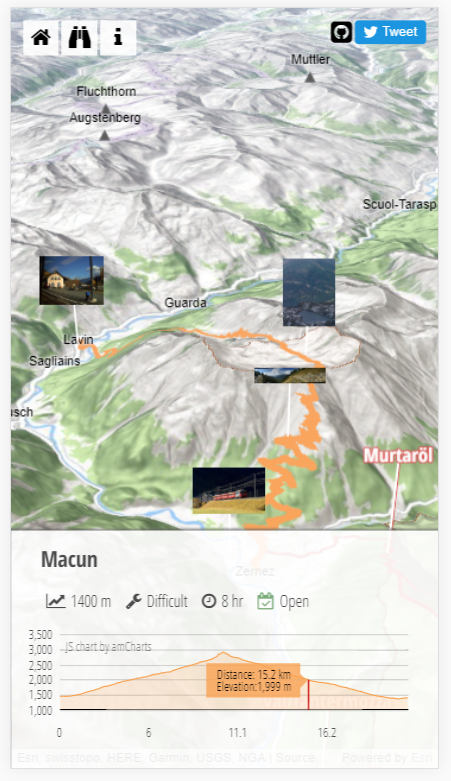 Tweet
Muttler
Fluchthorn
Augstenberg
Scuol-Tarasp
Guarda
Lavin
Sagliains
usch
Murtaröl
Macun
Zernez
1400 m Difficult 8 hr Open
3,500
3,000
JS chart by amCharts
2,500
2,000
1,500
1,000
Distance: 15.2 km
Elevation:1,999 m
0 6 11.1 16.2
Esri, swisstopo, HERE, Garmin, USGS, NGA | Source: Powered by Esri